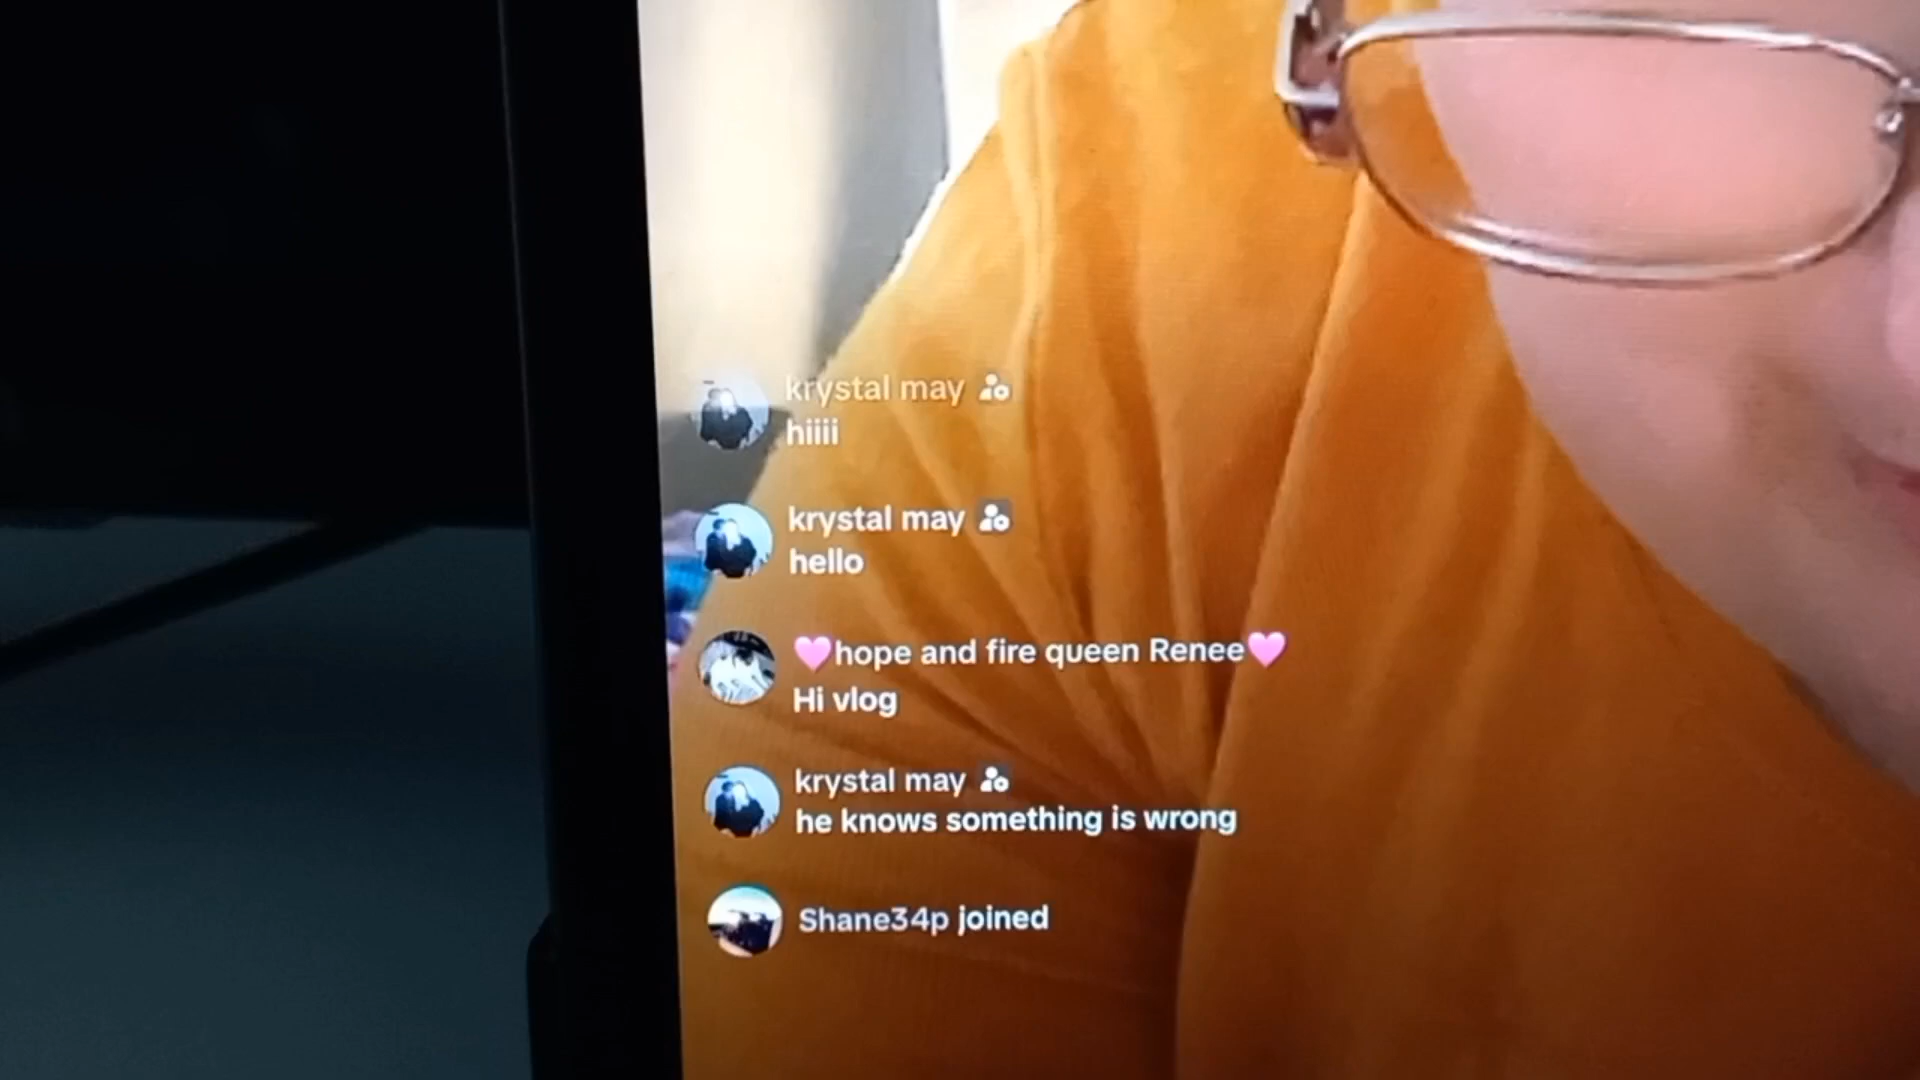 krystal may
hiiii
krystal may
hello
🩷hope and fire queen Renee🩷
Hi vlog
krystal may
he knows something is wrong
Shane34p joined